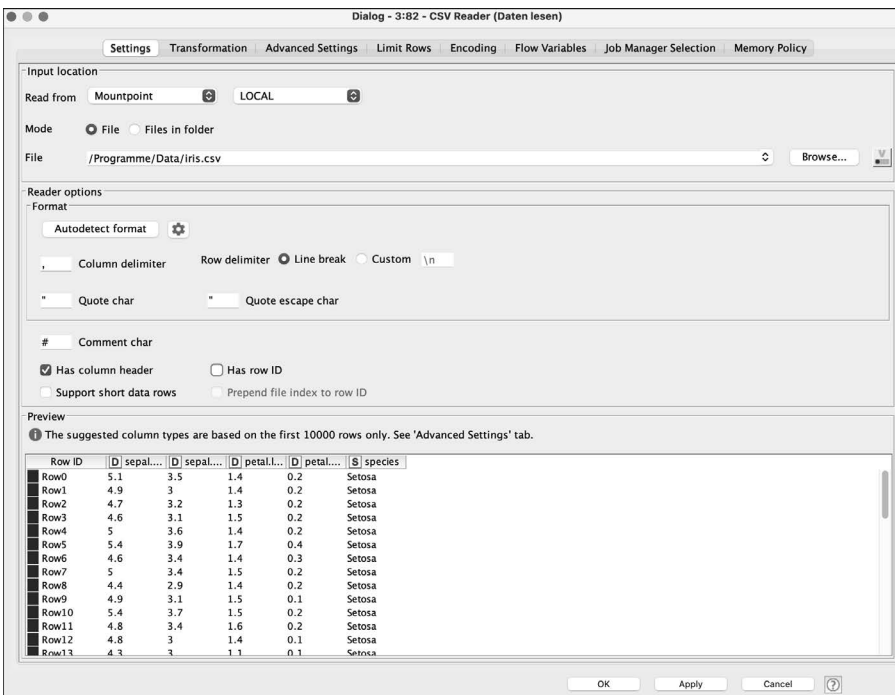 Dialog - 3:82 - CSV Reader (Daten lesen)
Settings Transformation Advanced Settings Limit Rows Encoding Flow Variables Job Manager Selection Memory Policy
Input location
Read from Mountpoint LOCAL
Mode File Files in folder
File /Programme/Data/iris.csv Browse...
Reader options
Format
Autodetect format
, Column delimiter Row delimiter Line break Custom \n
" Quote char " Quote escape char
# Comment char
Has column header Has row ID
Support short data rows Prepend file index to row ID
Preview
The suggested column types are based on the first 10000 rows only. See 'Advanced Settings' tab.
Row ID D sepal.... D sepal.... D petal.l... D petal.... S species
Row0 5.1 3.5 1.4 0.2 Setosa
Row1 4.9 3 1.4 0.2 Setosa
Row2 4.7 3.2 1.3 0.2 Setosa
Row3 4.6 3.1 1.5 0.2 Setosa
Row4 5 3.6 1.4 0.2 Setosa
Row5 5.4 3.9 1.7 0.4 Setosa
Row6 4.6 3.4 1.4 0.3 Setosa
Row7 5 3.4 1.5 0.2 Setosa
Row8 4.4 2.9 1.4 0.2 Setosa
Row9 4.9 3.1 1.5 0.1 Setosa
Row10 5.4 3.7 1.5 0.2 Setosa
Row11 4.8 3.4 1.6 0.2 Setosa
Row12 4.8 3 1.4 0.1 Setosa
Row13 4.3 3 1.1 0.1 Setosa
OK Apply Cancel ?